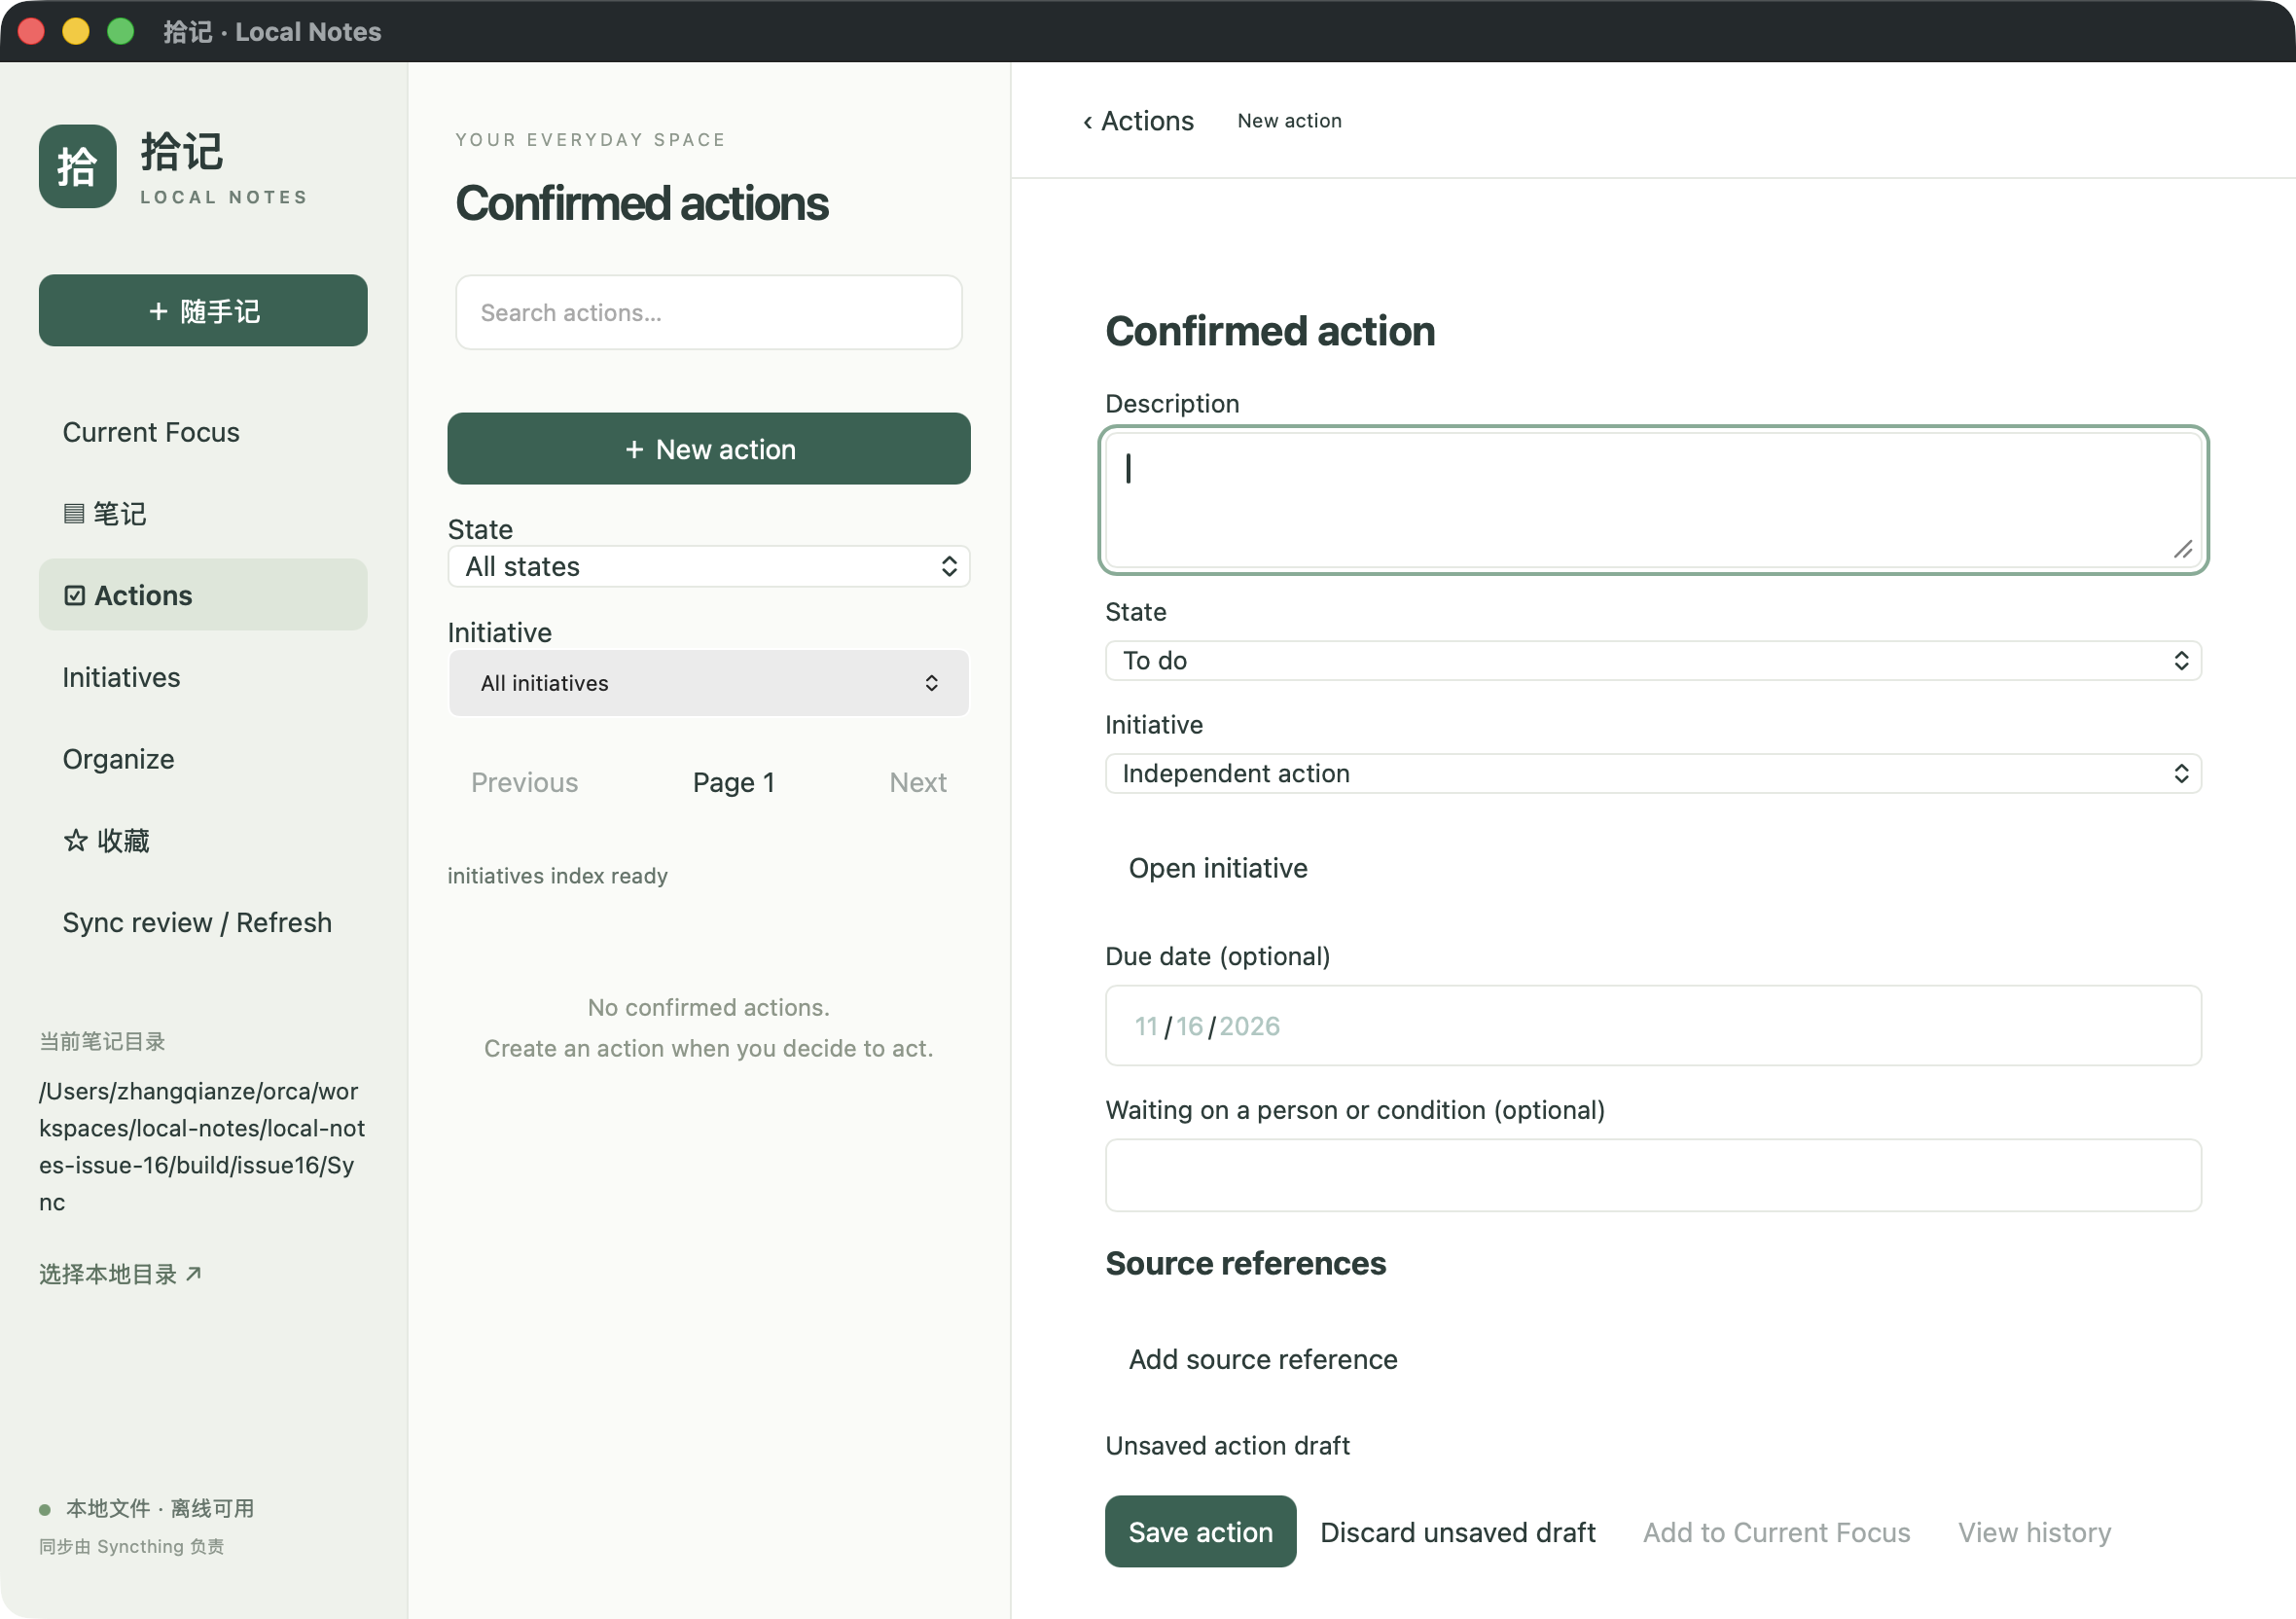 拾记 · Local Notes
拾
拾记
LOCAL NOTES
+ 随手记
Current Focus
▤ 笔记
☑ Actions
Initiatives
Organize
☆ 收藏
Sync review / Refresh
当前笔记目录
/Users/zhangqianze/orca/wor
kspaces/local-notes/local-not
es-issue-16/build/issue16/Sy
nc
选择本地目录 ↗
本地文件 · 离线可用
同步由 Syncthing 负责
YOUR EVERYDAY SPACE
Confirmed actions
Search actions...
+ New action
State
All states
Initiative
All initiatives
Previous
Page 1
Next
initiatives index ready
No confirmed actions.
Create an action when you decide to act.
‹ Actions
New action
Confirmed action
Description
State
To do
Initiative
Independent action
Open initiative
Due date (optional)
11/16/2026
Waiting on a person or condition (optional)
Source references
Add source reference
Unsaved action draft
Save action
Discard unsaved draft
Add to Current Focus
View history